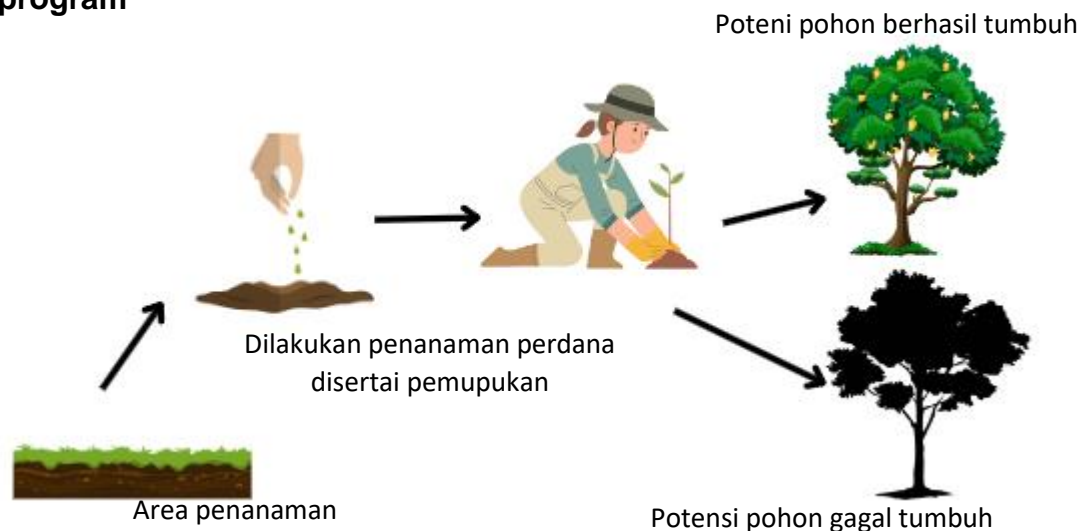 program
Poteni pohon berhasil tumbuh
Dilakukan penanaman perdana
disertai pemupukan
Area penanaman
Potensi pohon gagal tumbuh